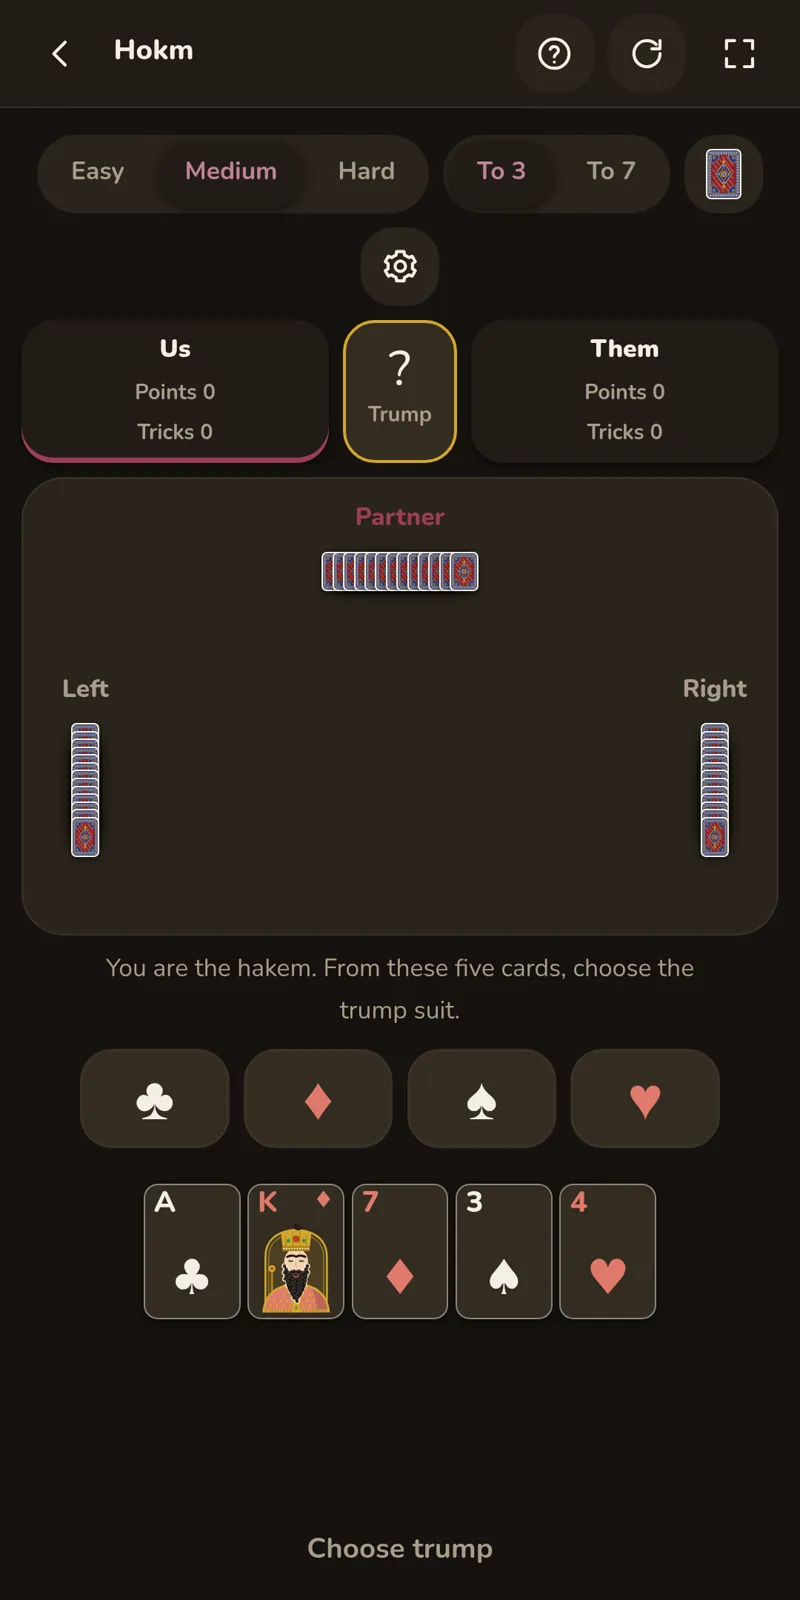 Hokm
Easy Medium Hard To 3 To 7
Us
Points 0
Tricks 0
?
Trump
Them
Points 0
Tricks 0
Partner
Left
Right
You are the hakem. From these five cards, choose the
trump suit.
♣ ♦ ♠ ♥
A ♣
K ♦
7 ♦
3 ♠
4 ♥
Choose trump